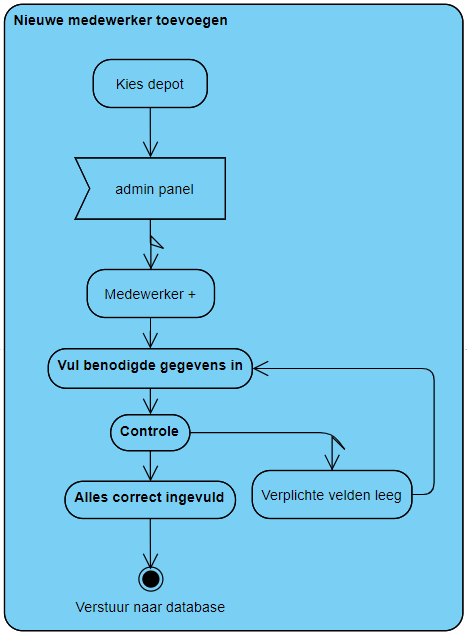 Nieuwe medewerker toevoegen
Kies depot
admin panel
Medewerker +
Vul benodigde gegevens in
Controle
Alles correct ingevuld
Verplichte velden leeg
Verstuur naar database